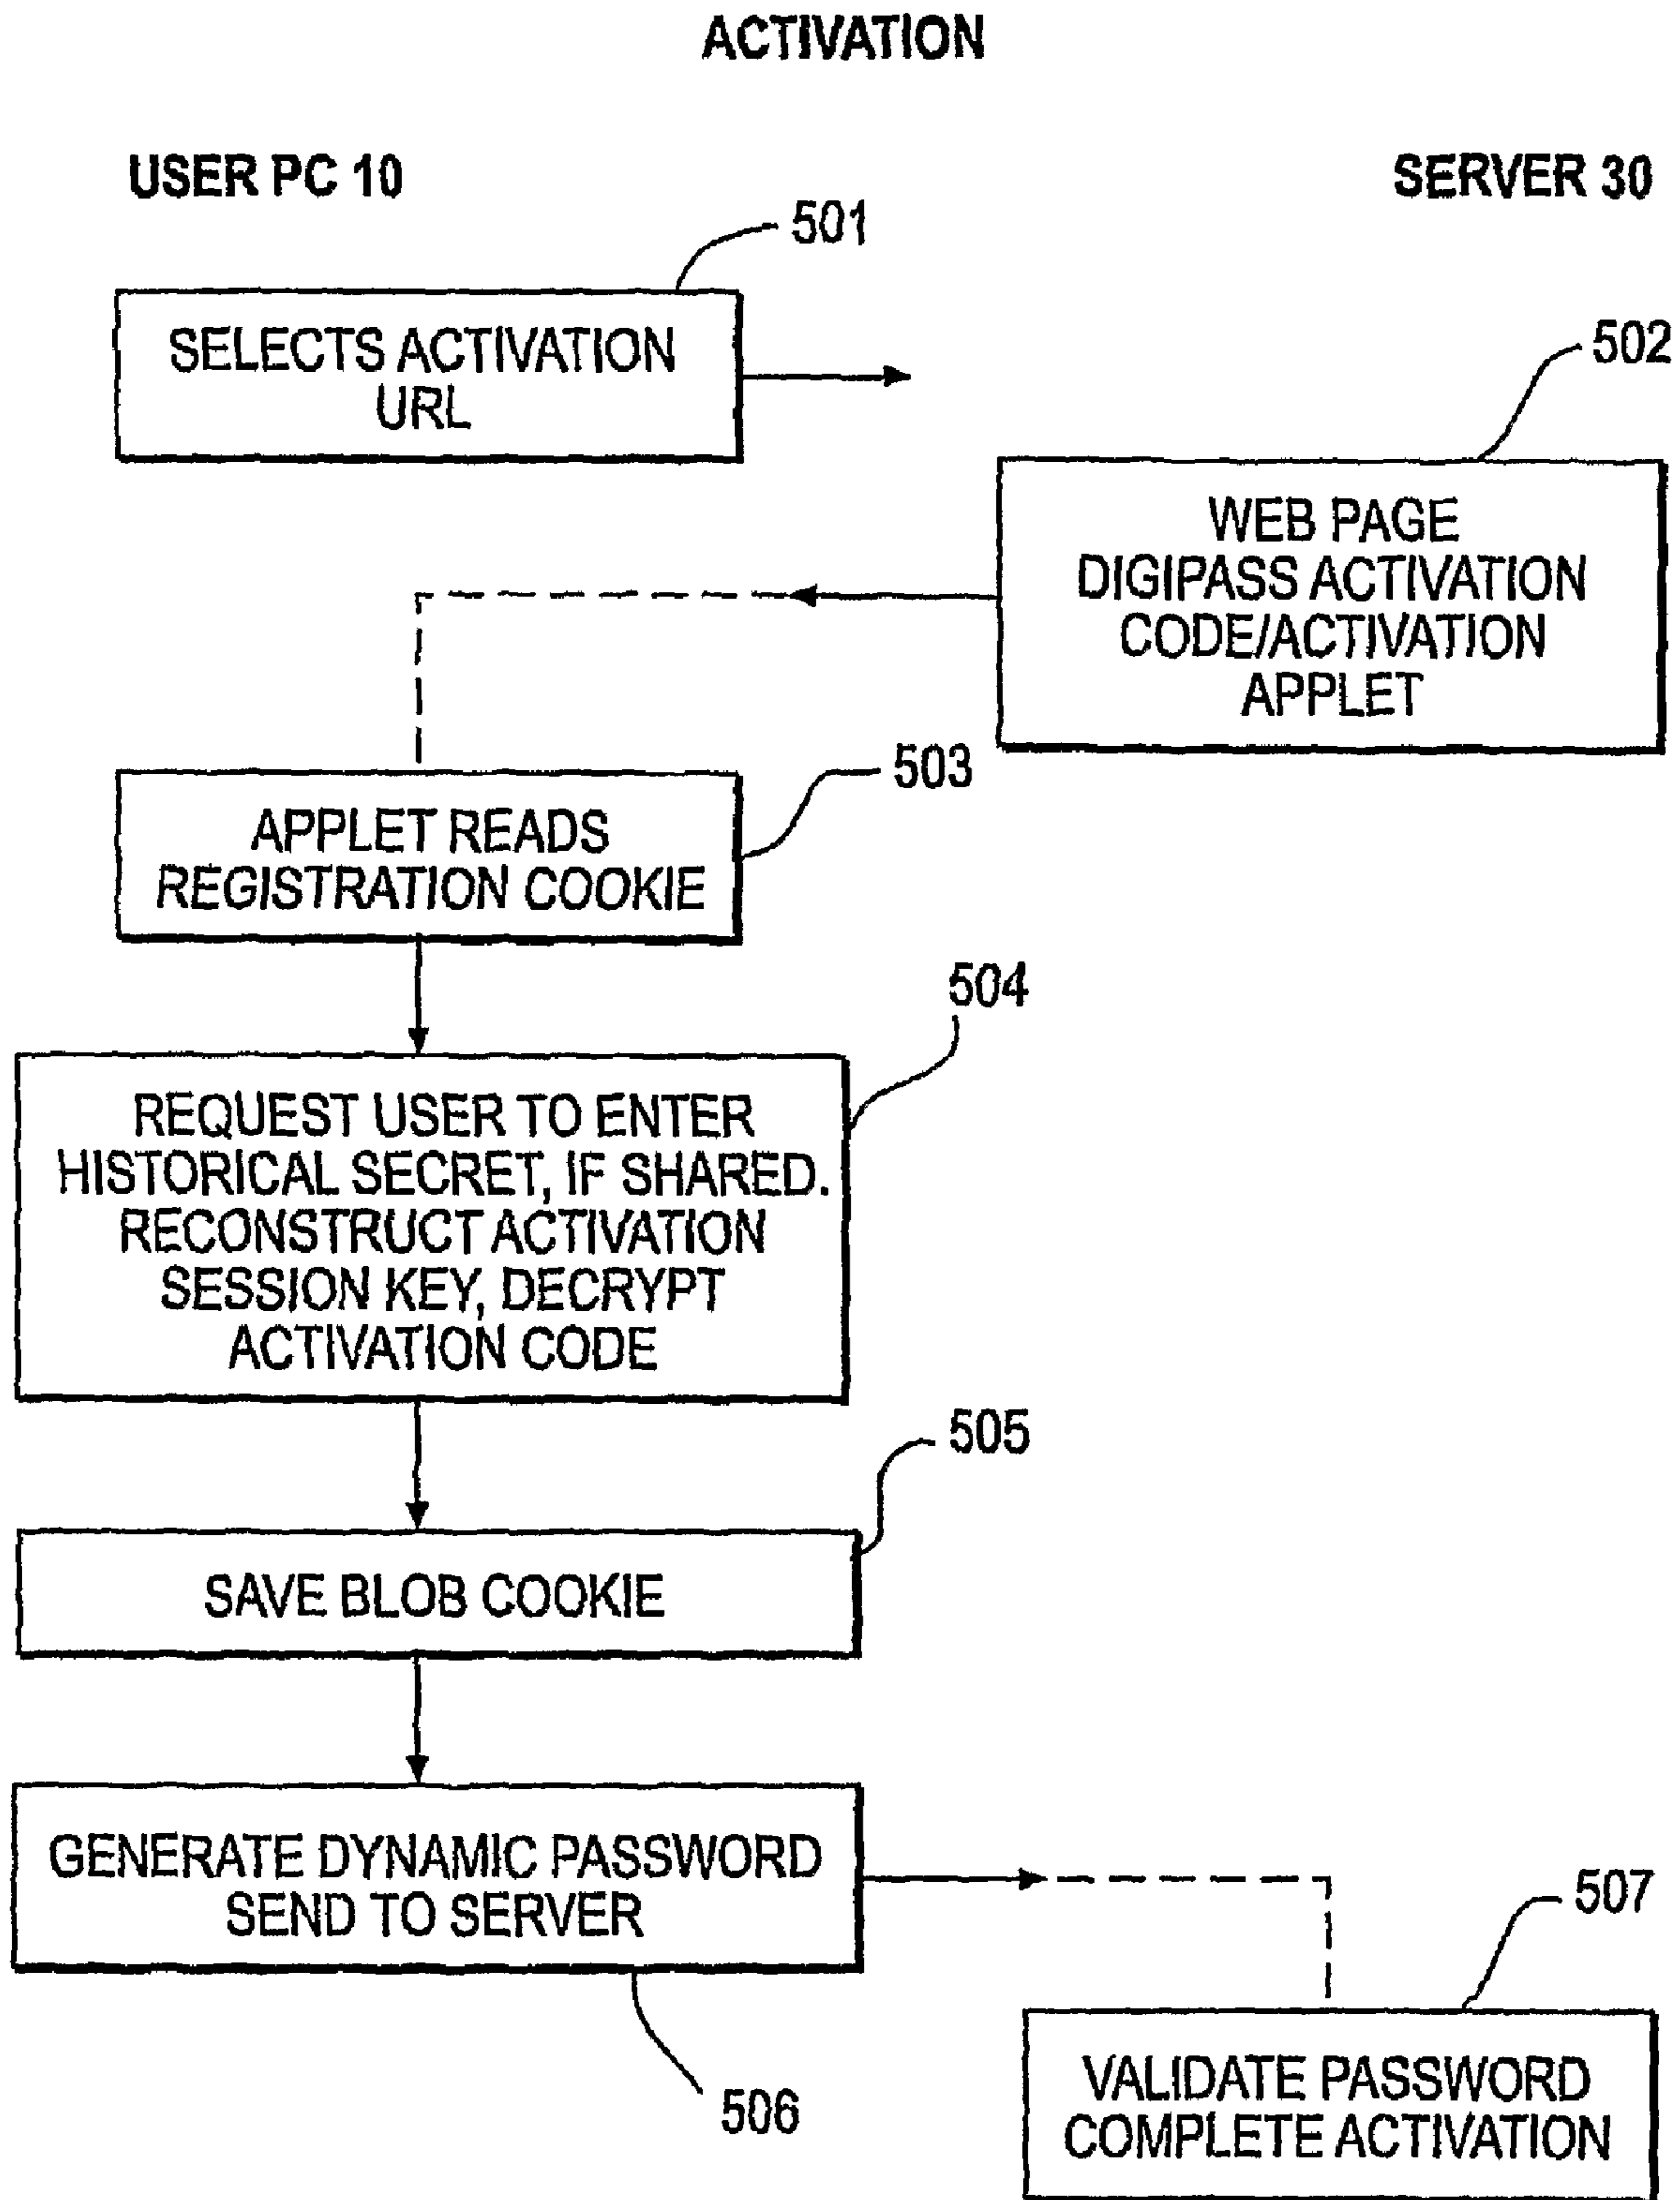 ACTIVATION
USER PC 10
SERVER 30
501
SELECTS ACTIVATION
URL
502
WEB PAGE
DIGIPASS ACTIVATION
CODE/ACTIVATION
APPLET
503
APPLET READS
REGISTRATION COOKIE
504
REQUEST USER TO ENTER
HISTORICAL SECRET, IF SHARED.
RECONSTRUCT ACTIVATION
SESSION KEY, DECRYPT
ACTIVATION CODE
505
SAVE BLOB COOKIE
GENERATE DYNAMIC PASSWORD
SEND TO SERVER
506
507
VALIDATE PASSWORD
COMPLETE ACTIVATION